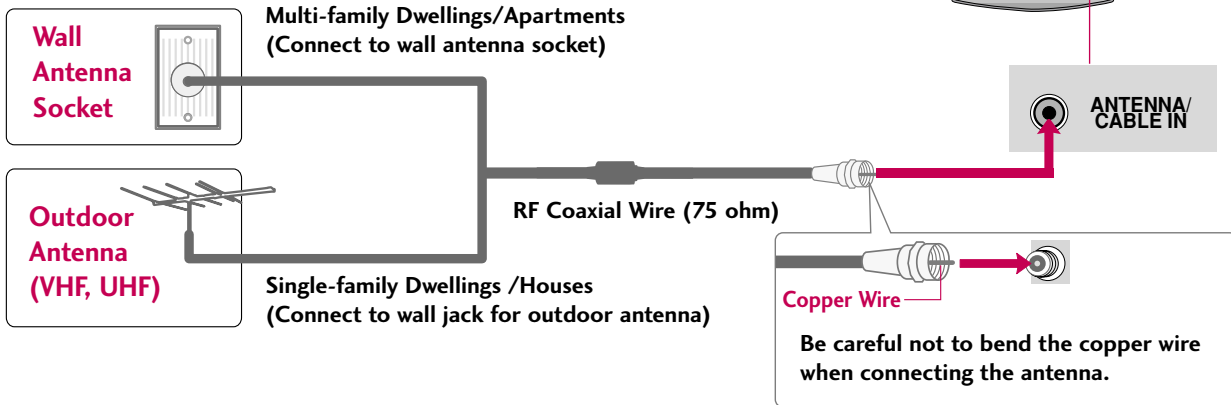 Wall
Antenna
Socket
Multi-family Dwellings/Apartments
(Connect to wall antenna socket)
ANTENNA/
CABLE IN
Outdoor
Antenna
(VHF, UHF)
RF Coaxial Wire (75 ohm)
Single-family Dwellings /Houses
(Connect to wall jack for outdoor antenna)
Copper Wire
Be careful not to bend the copper wire
when connecting the antenna.